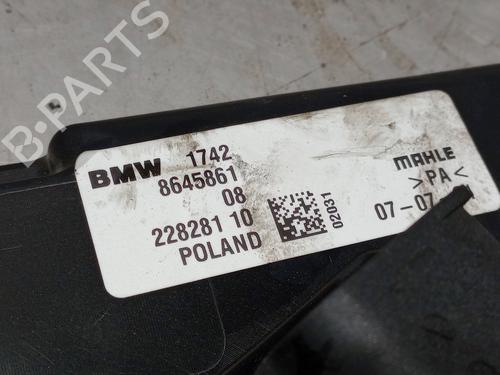 B-PARTS
BMW 1742
8645861
08
228281 10
POLAND
02031
MAHLE
>PA<
07-07